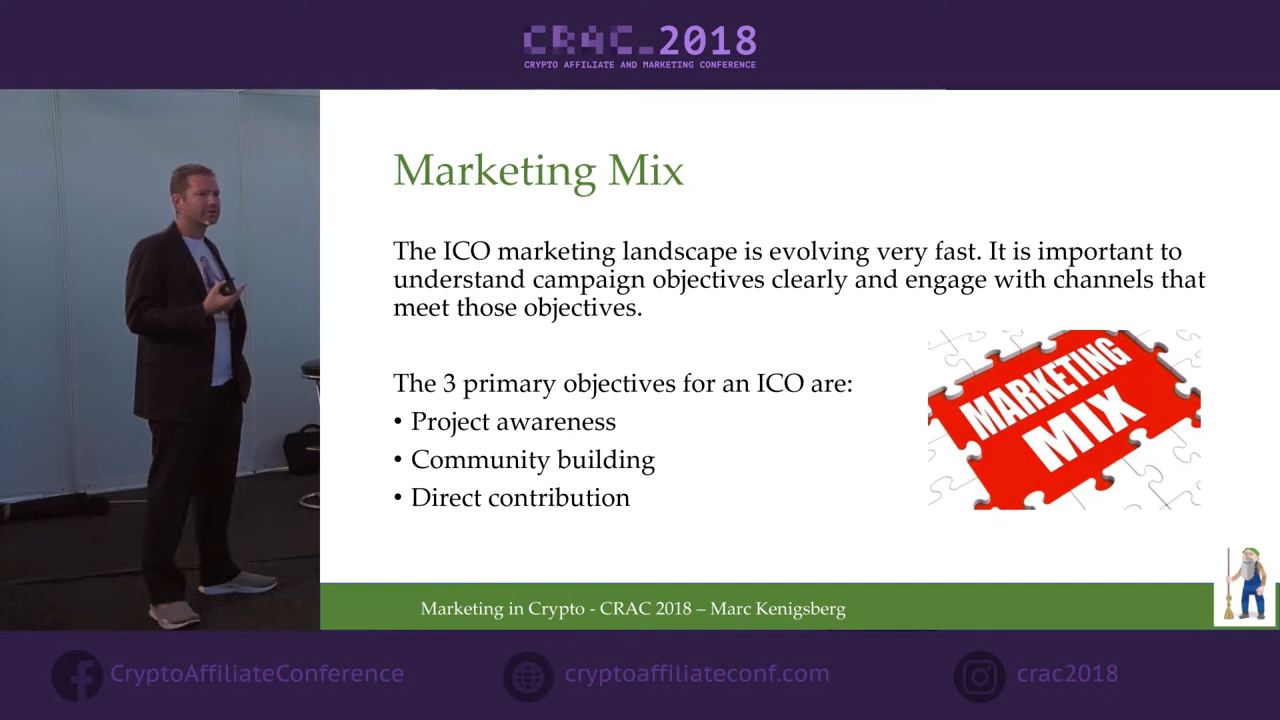 CRAC_2018
CRYPTO AFFILIATE AND MARKETING CONFERENCE
Marketing Mix
The ICO marketing landscape is evolving very fast. It is important to
understand campaign objectives clearly and engage with channels that
meet those objectives.
The 3 primary objectives for an ICO are:
• Project awareness
• Community building
• Direct contribution
MARKETING
MIX
Marketing in Crypto - CRAC 2018 – Marc Kenigsberg
CryptoAffiliateConference
cryptoaffiliateconf.com
crac2018